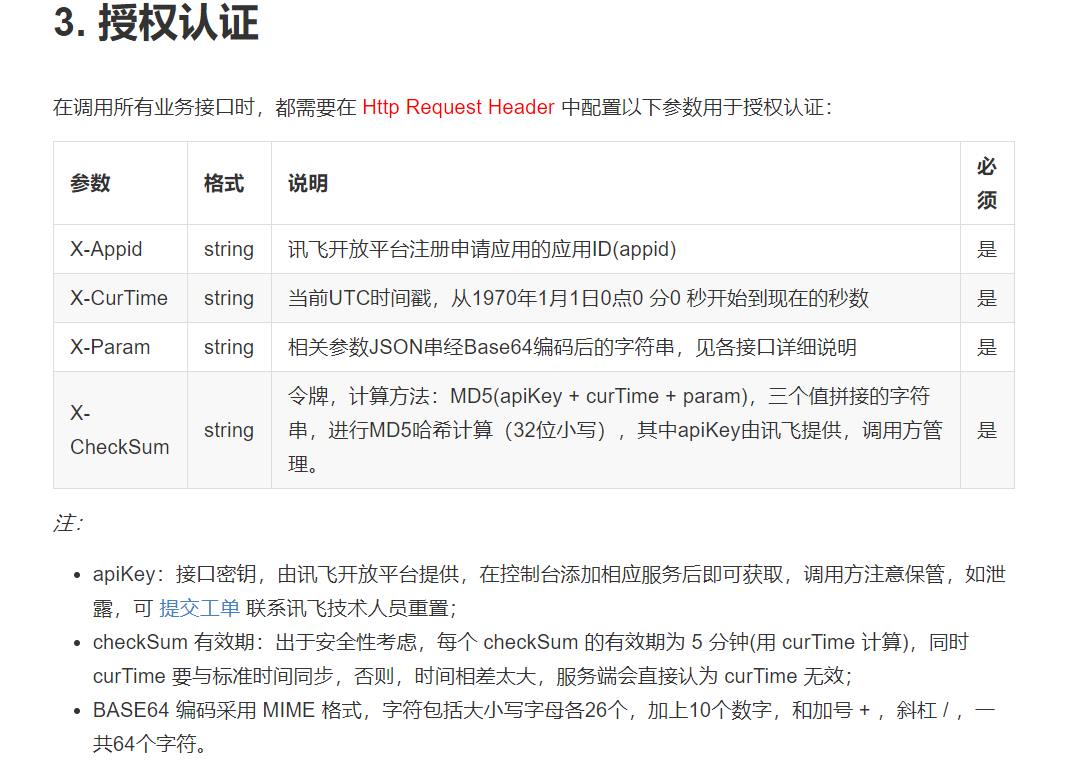 3. 授权认证
在调用所有业务接口时，都需要在 Http Request Header 中配置以下参数用于授权认证：
参数 格式 说明 必
须
X-Appid string 讯飞开放平台注册申请应用的应用ID(appid) 是
X-CurTime string 当前UTC时间戳，从1970年1月1日0点0 分0 秒开始到现在的秒数 是
X-Param string 相关参数JSON串经Base64编码后的字符串，见各接口详细说明 是
X-
CheckSum string 令牌，计算方法：MD5(apiKey + curTime + param)，三个值拼接的字符
串，进行MD5哈希计算（32位小写），其中apiKey由讯飞提供，调用方管
理。 是
注：
• apiKey：接口密钥，由讯飞开放平台提供，在控制台添加相应服务后即可获取，调用方注意保管，如泄
露，可 提交工单 联系讯飞技术人员重置；
• checkSum 有效期：出于安全性考虑，每个 checkSum 的有效期为 5 分钟(用 curTime 计算)，同时
curTime 要与标准时间同步，否则，时间相差太大，服务端会直接认为 curTime 无效；
• BASE64 编码采用 MIME 格式，字符包括大小写字母各26个，加上10个数字，和加号 + ，斜杠 / ，一
共64个字符。